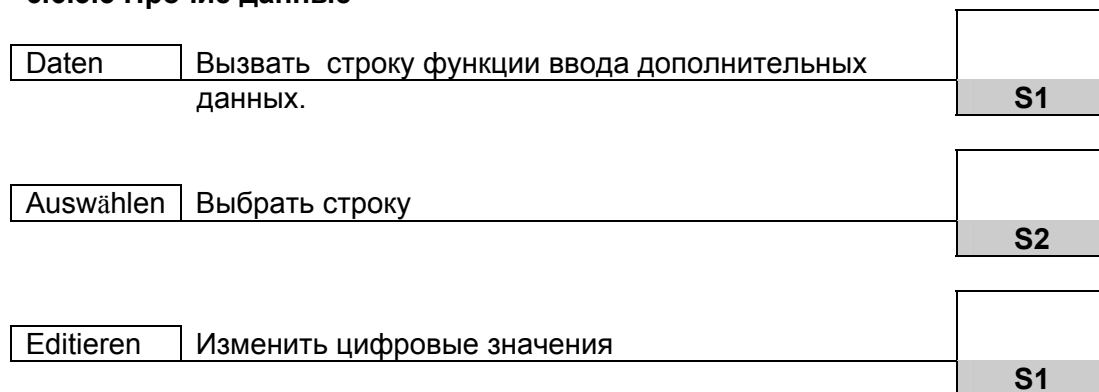 Daten Вызвать строку функции ввода дополнительных
данных. S1
Auswählen Выбрать строку
S2
Editieren Изменить цифровые значения
S1